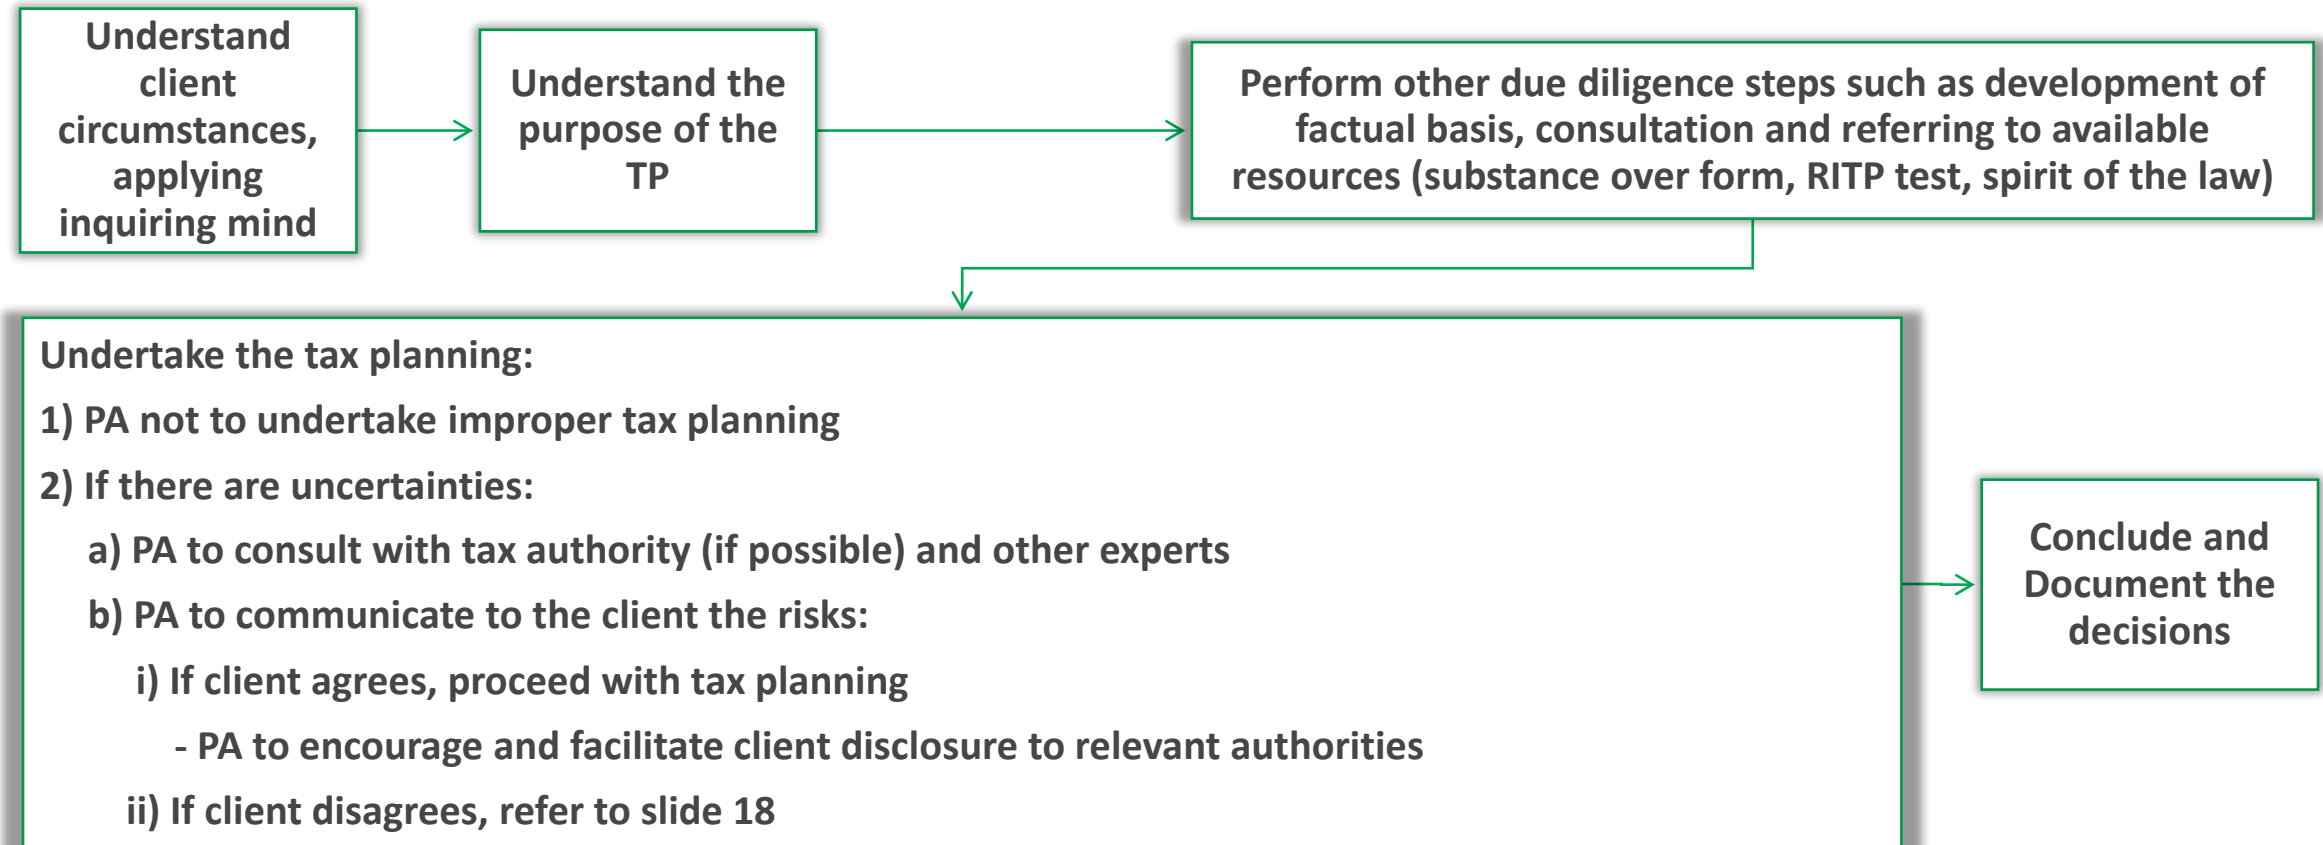 Understand
client
circumstances,
applying
inquiring mind
Understand the
purpose of the
TP
Perform other due diligence steps such as development of
factual basis, consultation and referring to available
resources (substance over form, RITP test, spirit of the law)
Undertake the tax planning:
1) PA not to undertake improper tax planning
2) If there are uncertainties:
a) PA to consult with tax authority (if possible) and other experts
b) PA to communicate to the client the risks:
i) If client agrees, proceed with tax planning
- PA to encourage and facilitate client disclosure to relevant authorities
ii) If client disagrees, refer to slide 18
Conclude and
Document the
decisions